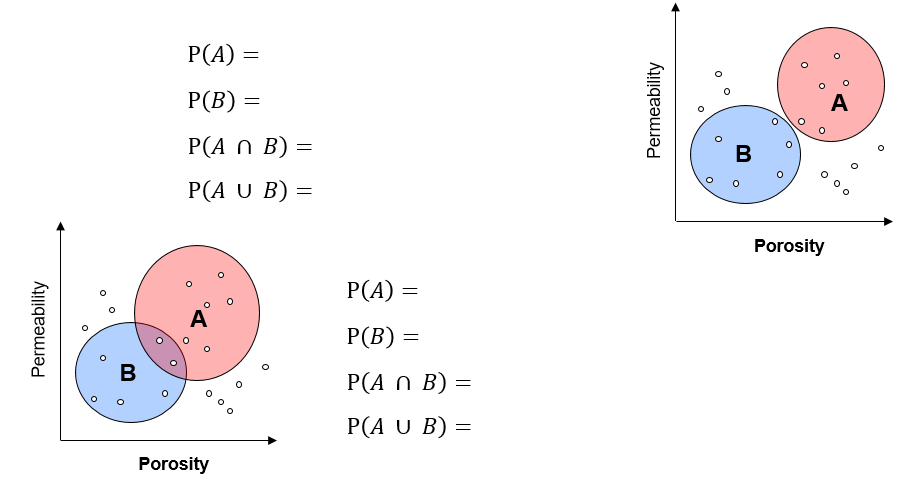 P(A) =
P(B) =
P(A ∩ B) =
P(A ∪ B) =
Permeability
A
B
Porosity
Permeability
A
B
Porosity
P(A) =
P(B) =
P(A ∩ B) =
P(A ∪ B) =